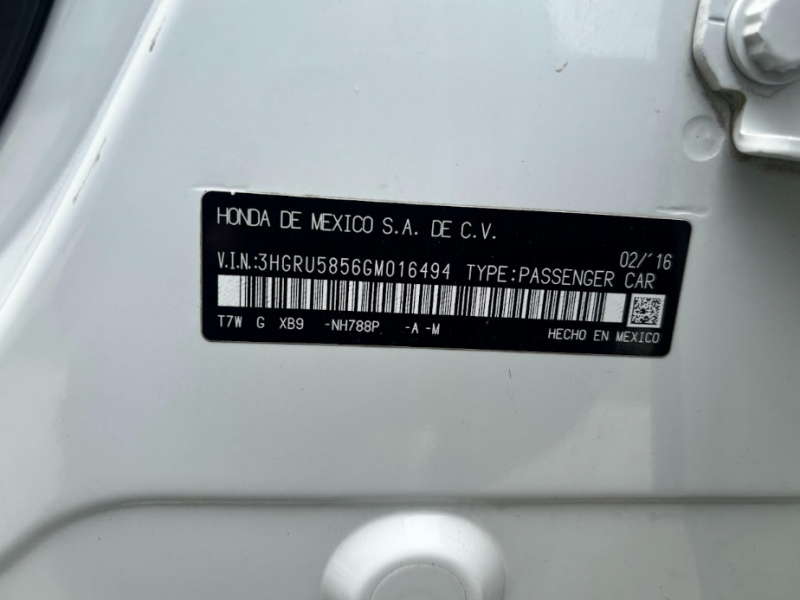 HONDA DE MEXICO S.A. DE C.V.
02/'16
V.I.N.:3HGRU5856GM016494 TYPE:PASSENGER CAR
T7W G XB9 -NH788P -A -M
HECHO EN MEXICO